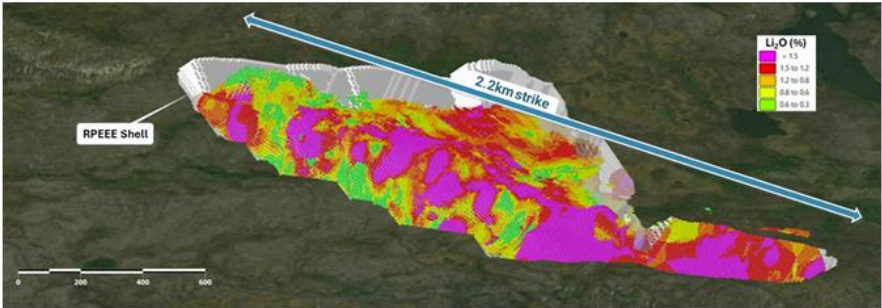 2.2km strike
Li₂O (%)
+ 1.5
1.5 to 1.2
1.2 to 0.8
0.8 to 0.6
0.6 to 0.3
RPEEE Shell
0 200 400 600